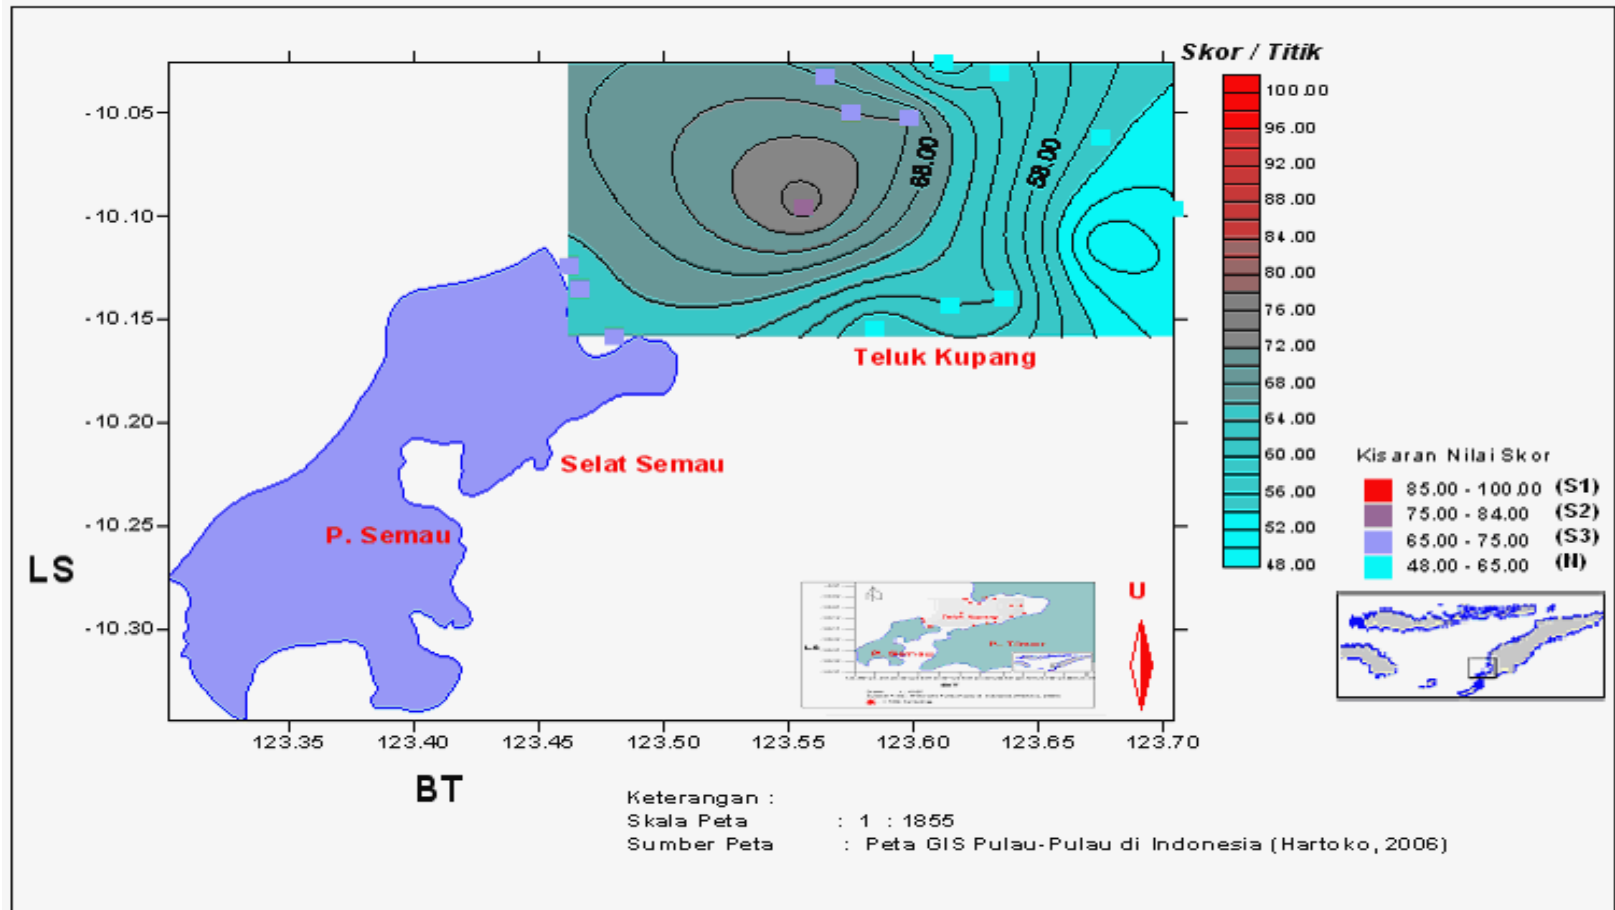 Skor / Titik
100.00
96.00
92.00
88.00
84.00
80.00
76.00
72.00
68.00
64.00
60.00
56.00
52.00
48.00
-10.05
-10.10
-10.15
-10.20
-10.25
-10.30
LS
68.00
58.00
Teluk Kupang
Selat Semau
P. Semau
Kisaran Nilai Skor
85.00 - 100.00 (S1)
75.00 - 84.00 (S2)
65.00 - 75.00 (S3)
48.00 - 65.00 (N)
U
P. Timor
P. Semau
123.35 123.40 123.45 123.50 123.55 123.60 123.65 123.70
BT
Keterangan :
Skala Peta : 1 : 1855
Sumber Peta : Peta GIS Pulau-Pulau di Indonesia (Hartoko, 2006)